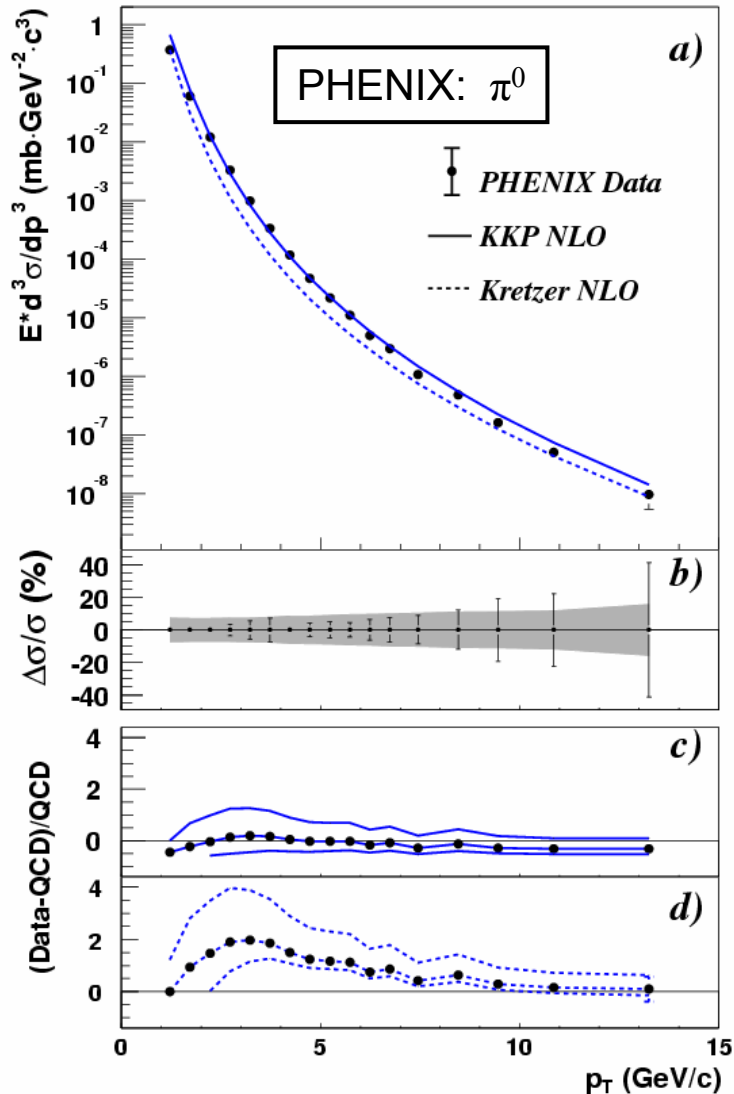 E*d³σ/dp³ (mb·GeV⁻²·c³)
1
10⁻¹
10⁻²
10⁻³
10⁻⁴
10⁻⁵
10⁻⁶
10⁻⁷
10⁻⁸
a)
PHENIX: π⁰
PHENIX Data
KKP NLO
Kretzer NLO
Δσ/σ (%)
40
20
0
-20
-40
b)
(Data-QCD)/QCD
4
2
0
c)
4
2
0
d)
0 5 10 15
p_T (GeV/c)